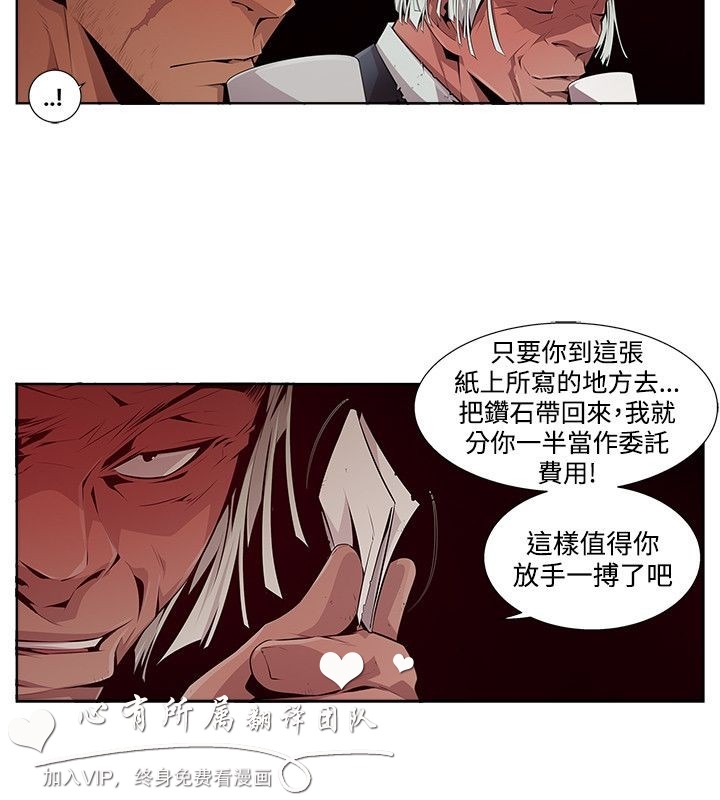 ..!
只要你到這張
紙上所寫的地方去...
把鑽石帶回來,我就
分你一半當作委託
費用!
這樣值得你
放手一搏了吧
心有所属翻译团队
加入VIP，终身免费看漫画